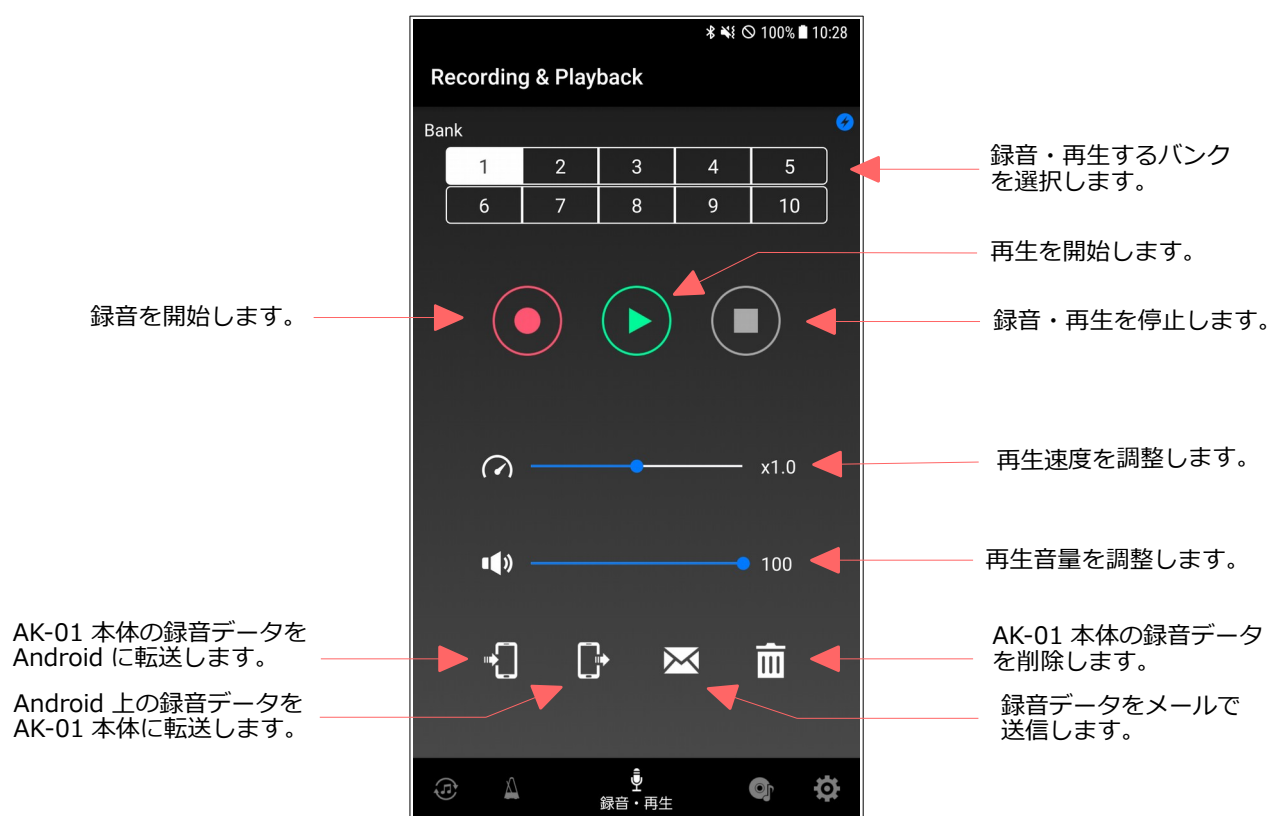 100% 10:28
Recording & Playback
Bank
1 2 3 4 5
6 7 8 9 10
録音・再生するバンク
を選択します。
再生を開始します。
録音を開始します。
録音・再生を停止します。
x1.0
再生速度を調整します。
100
再生音量を調整します。
AK-01 本体の録音データを
Android に転送します。
Android 上の録音データを
AK-01 本体に転送します。
AK-01 本体の録音データ
を削除します。
録音データをメールで
送信します。
録音・再生